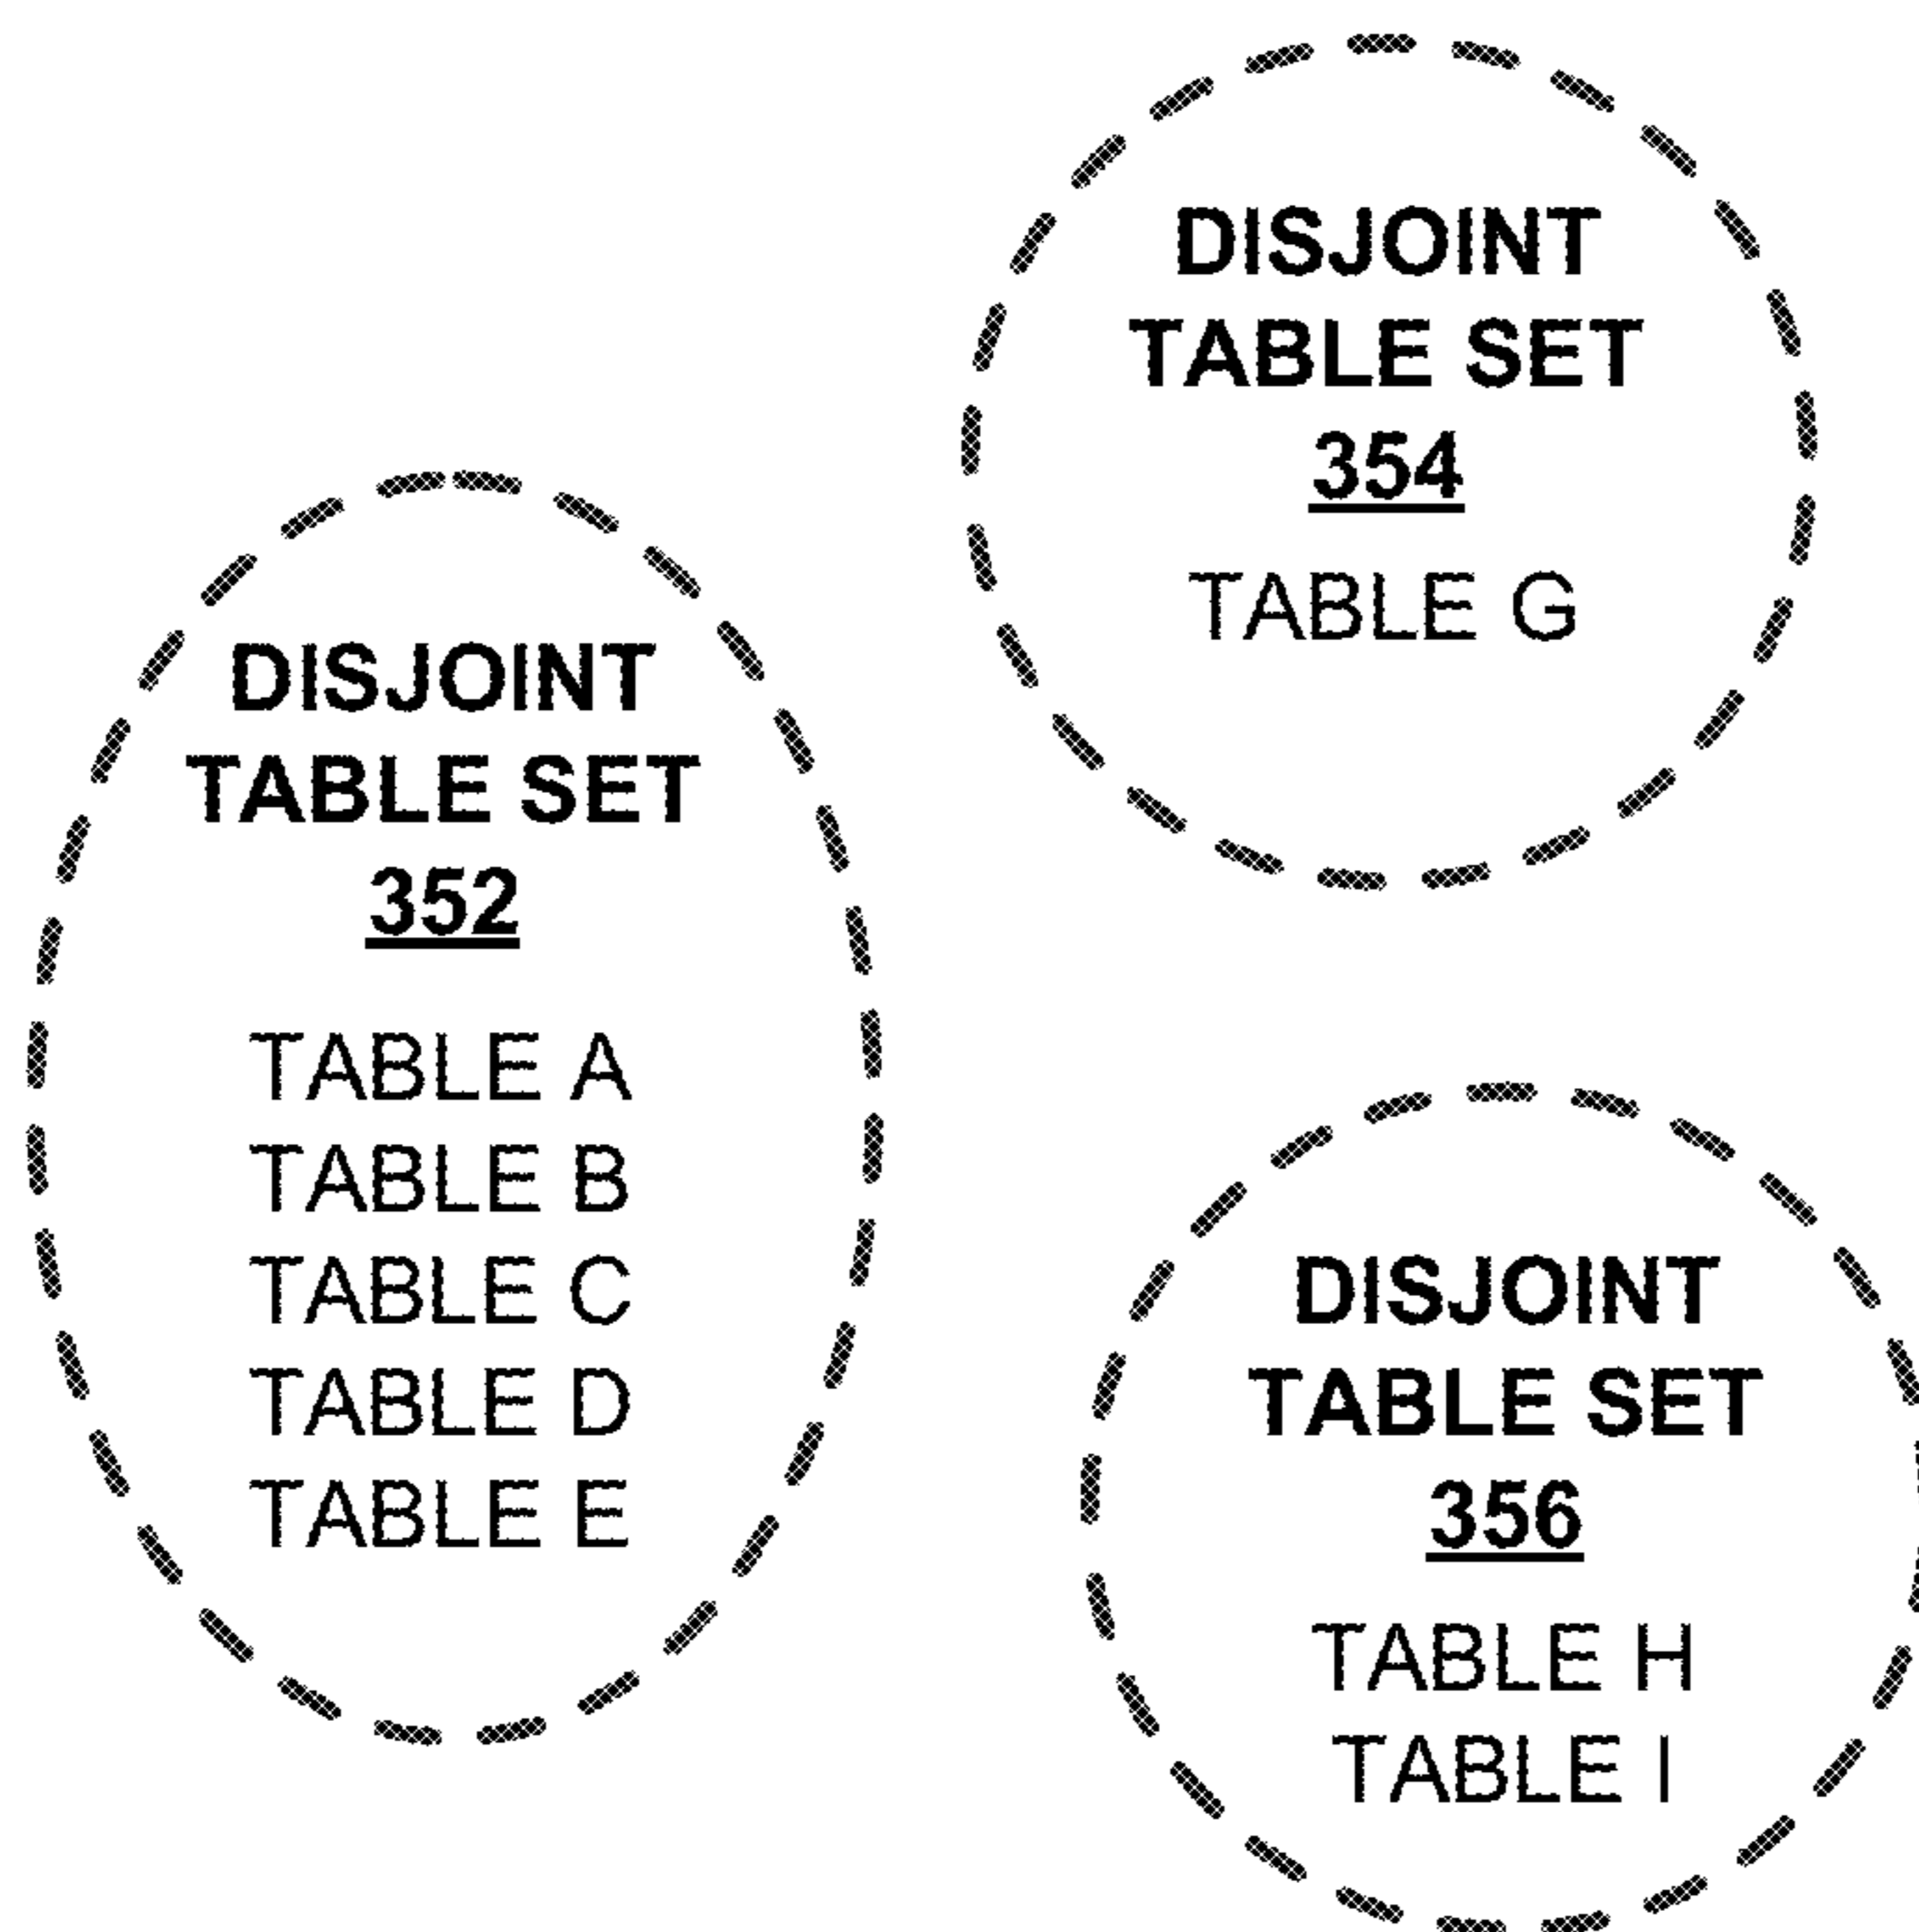 DISJOINT
TABLE SET
354
TABLE G
DISJOINT
TABLE SET
352
TABLE A
TABLE B
TABLE C
TABLE D
TABLE E
DISJOINT
TABLE SET
356
TABLE H
TABLE I